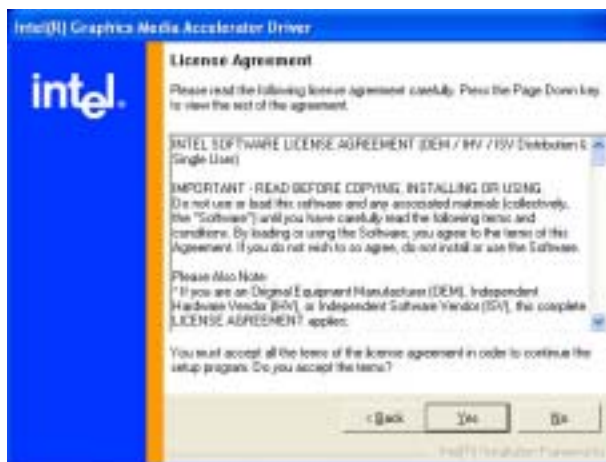 Intel(R) Graphics Media Accelerator Driver
intel.
License Agreement
Please read the following license agreement carefully. Press the Page Down key
to view the rest of the agreement.
INTEL SOFTWARE LICENSE AGREEMENT (OEM / IHV / ISV Distribution &
Single User)
IMPORTANT - READ BEFORE COPYING, INSTALLING OR USING.
Do not use or load this software and any associated materials (collectively,
the "Software") until you have carefully read the following terms and
conditions. By loading or using the Software, you agree to the terms of this
Agreement. If you do not wish to so agree, do not install or use the Software.
Please Also Note:
* If you are an Original Equipment Manufacturer (OEM), Independent
Hardware Vendor (IHV), or Independent Software Vendor (ISV), this complete
LICENSE AGREEMENT applies;
You must accept all the terms of the license agreement in order to continue the
setup program. Do you accept the terms?
< Back
Yes
No
Intel(R) Installation Framework